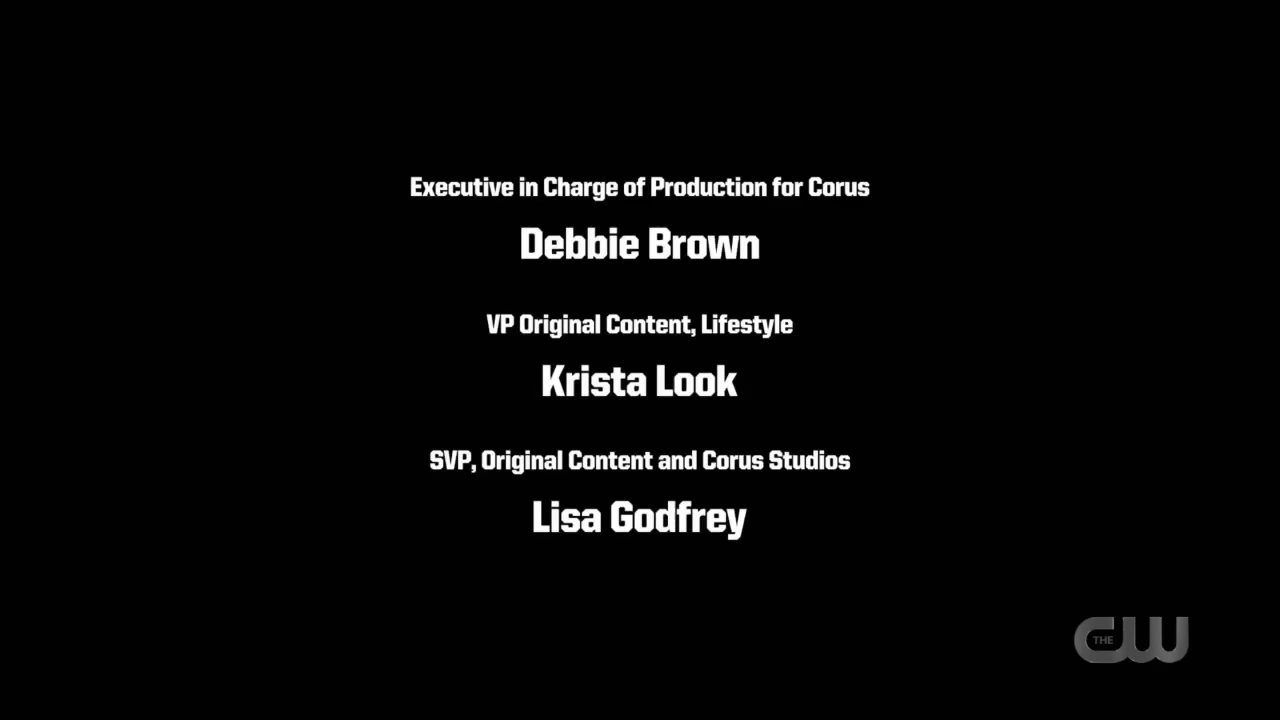 Executive in Charge of Production for Corus
Debbie Brown
VP Original Content, Lifestyle
Krista Look
SVP, Original Content and Corus Studios
Lisa Godfrey
THE CW